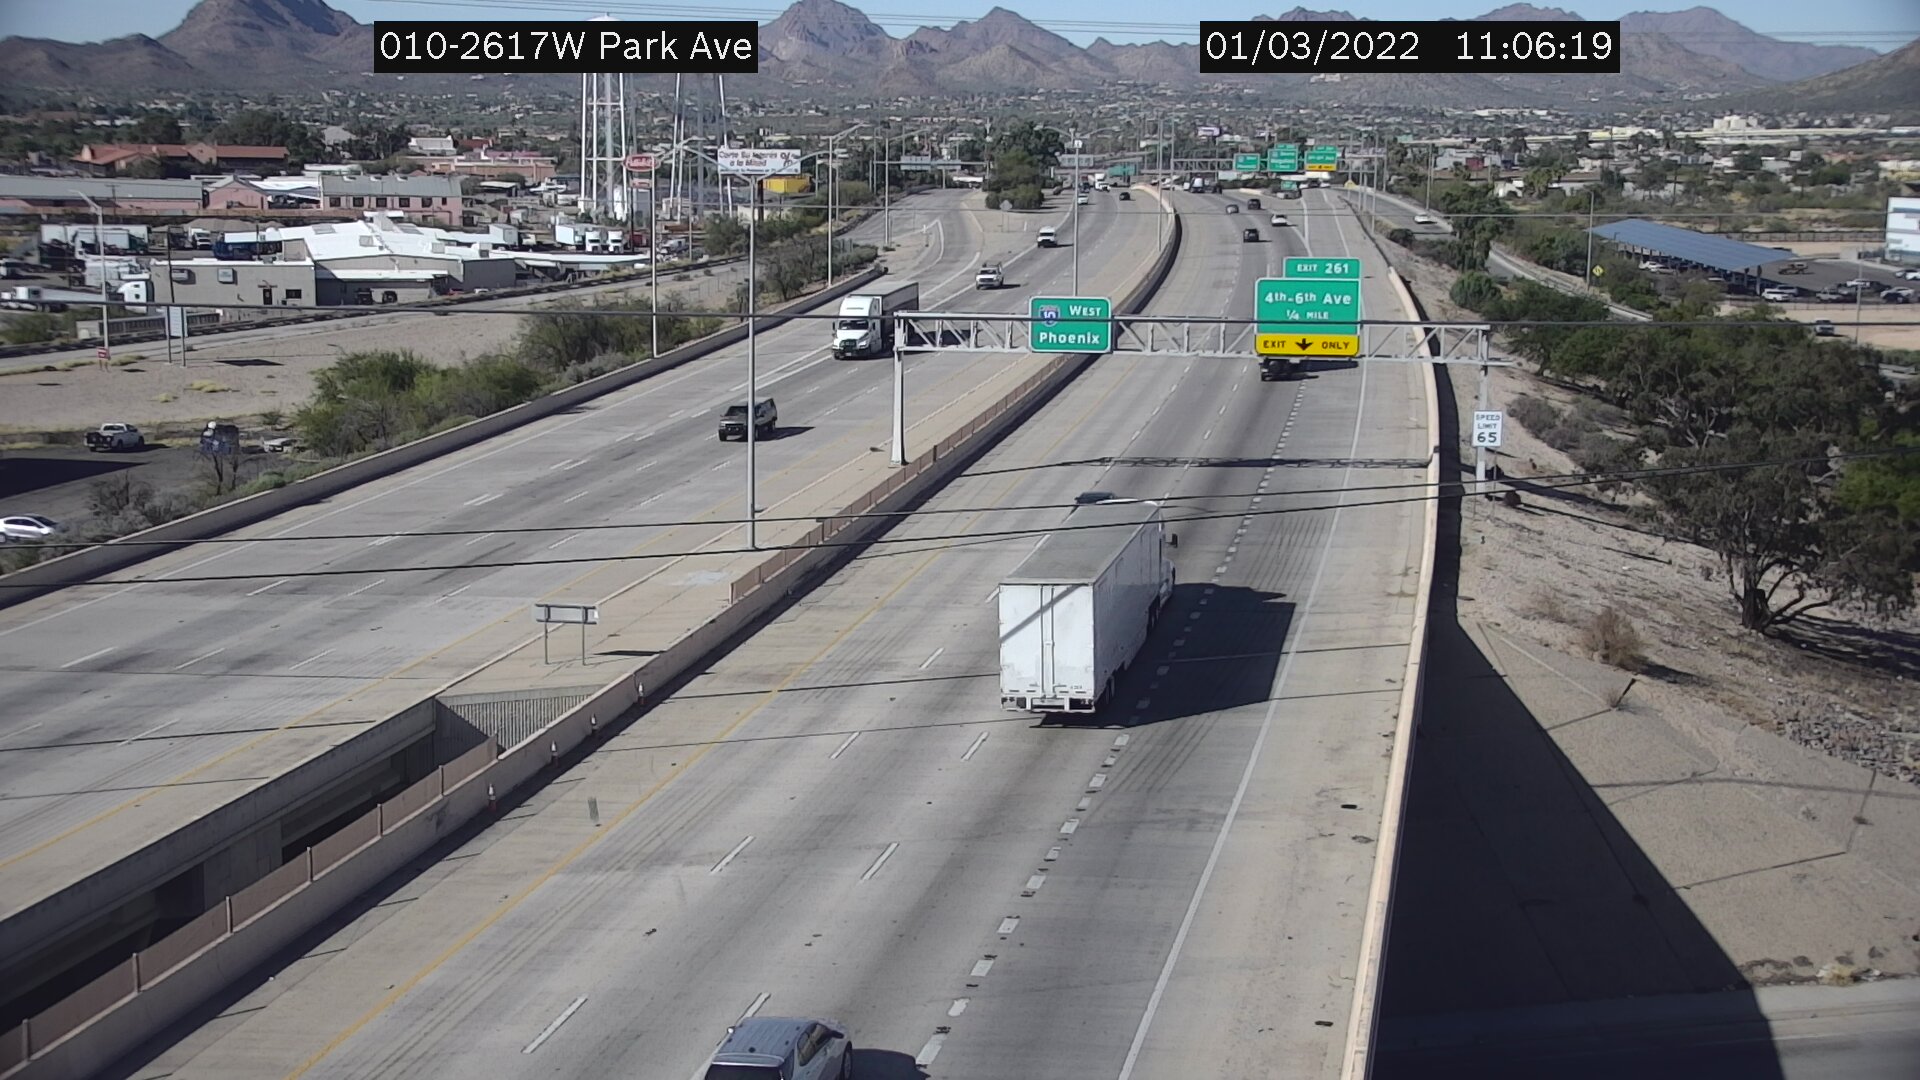 010-2617W Park Ave
01/03/2022 11:06:19
EXIT 261
4th-6th Ave
1/4 MILE
EXIT ONLY
10 WEST
Phoenix
SPEED
LIMIT
65